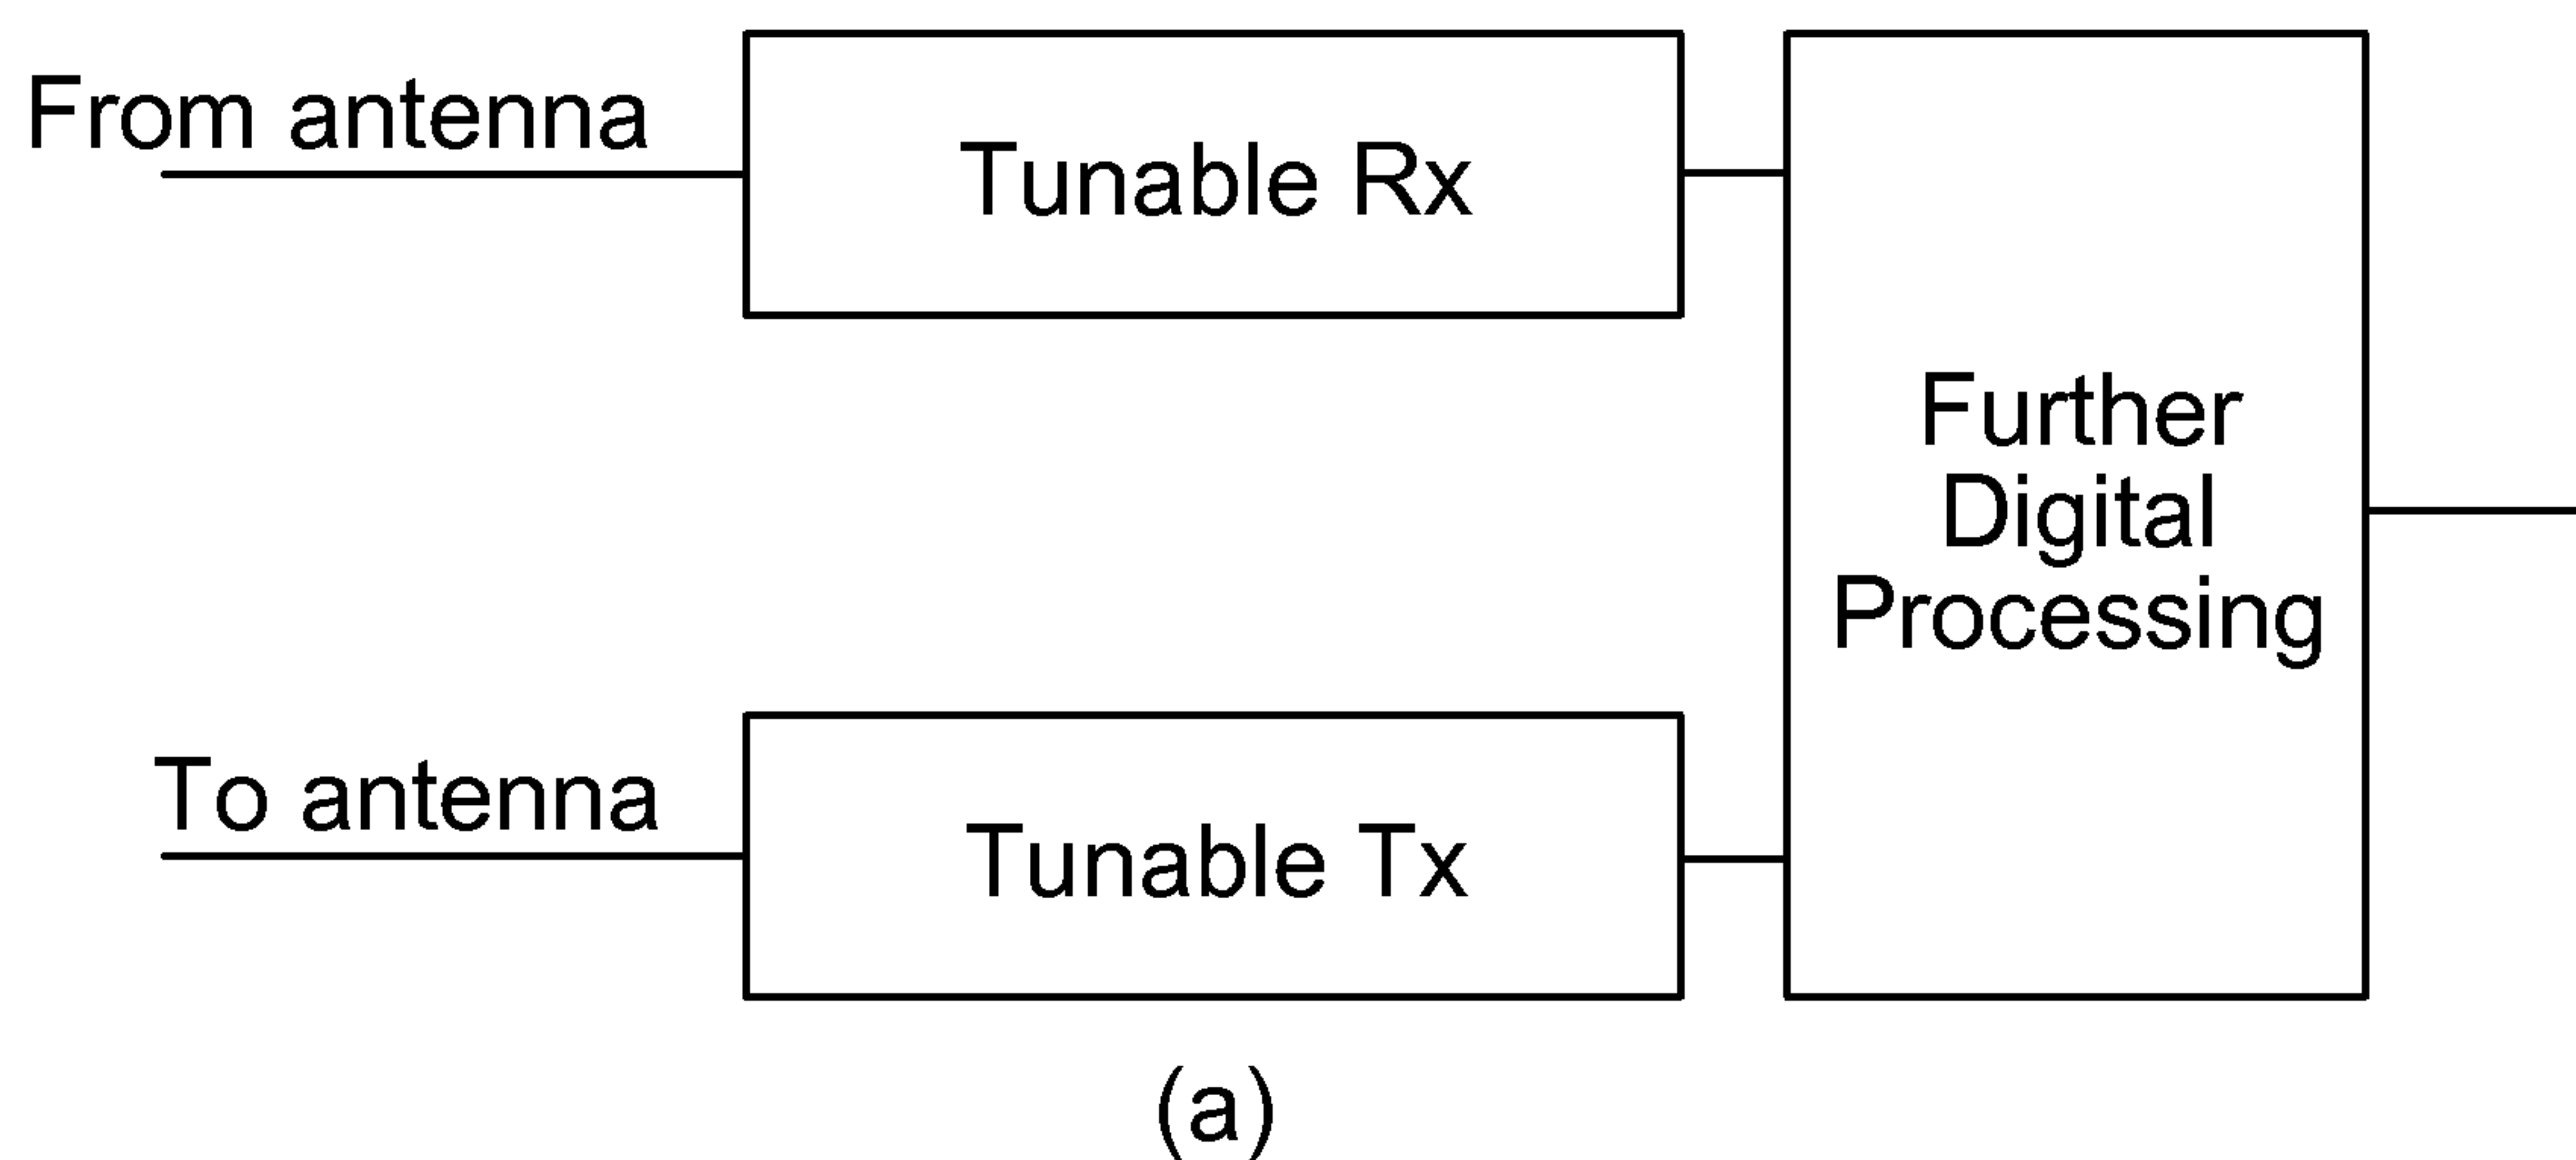 From antenna
Tunable Rx
Further
Digital
Processing
To antenna
Tunable Tx
(a)